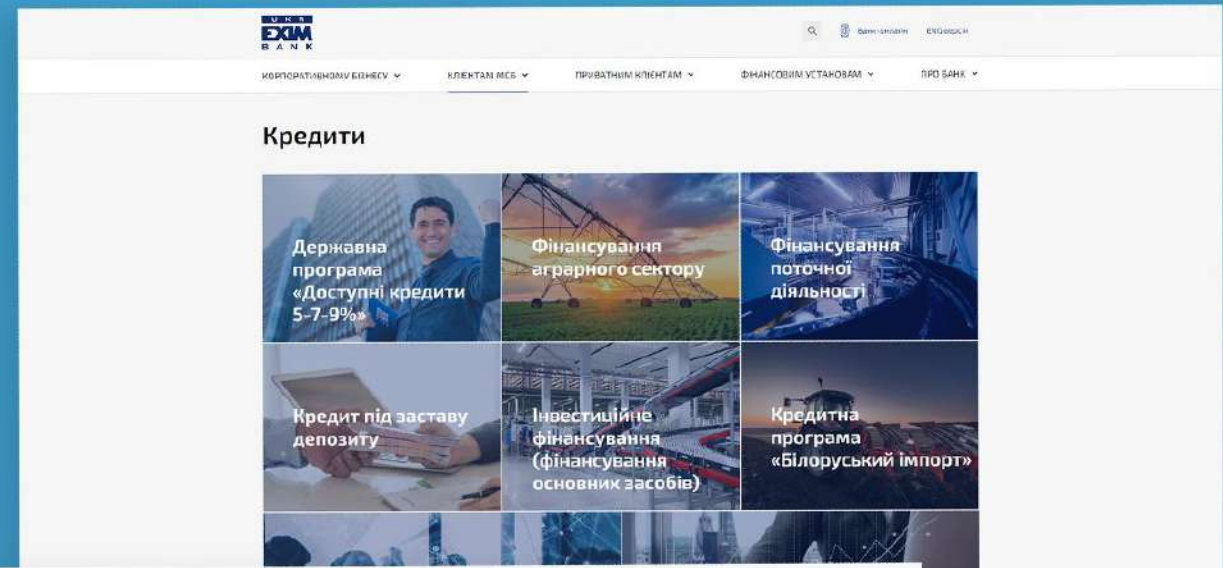 UKR
EXIM
BANK
Банк-онлайн
КОРПОРАТИВНОМУ БІЗНЕСУ
КЛІЄНТАМ МСБ
ПРИВАТНИМ КЛІЄНТАМ
ФІНАНСОВИМ УСТАНОВАМ
ПРО БАНК
Кредити
Державна
програма
«Доступні кредити
5-7-9%»
Фінансування
аграрного сектору
Фінансування
поточної
діяльності
Кредит під заставу
депозиту
Інвестиційне
фінансування
(фінансування
основних засобів)
Кредитна
програма
«Білоруський імпорт»